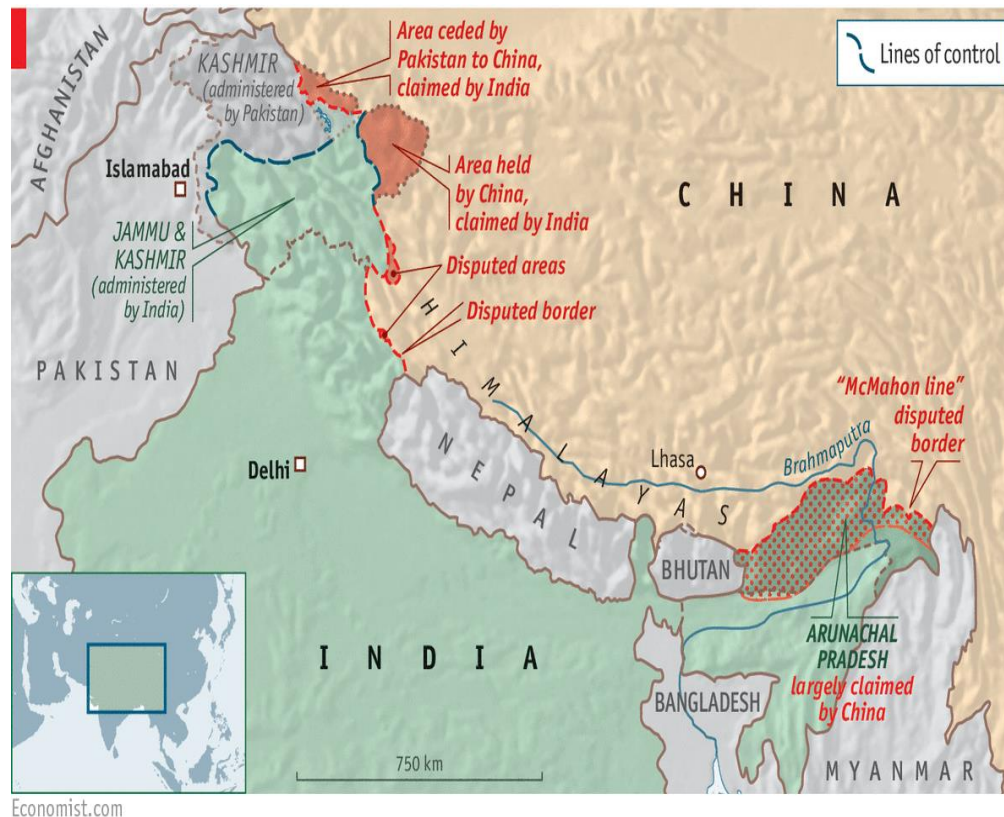 Area ceded by
Pakistan to China,
claimed by India
Lines of control
AFGHANISTAN
KASHMIR
(administered
by Pakistan)
Islamabad
Area held
by China,
claimed by India
CHINA
JAMMU &
KASHMIR
(administered
by India)
Disputed areas
Disputed border
HIMALAYAS
PAKISTAN
"McMahon line"
disputed
border
NEPAL
Delhi
Lhasa
Brahmaputra
BHUTAN
INDIA
ARUNACHAL
PRADESH
largely claimed
by China
BANGLADESH
750 km
MYANMAR
Economist.com